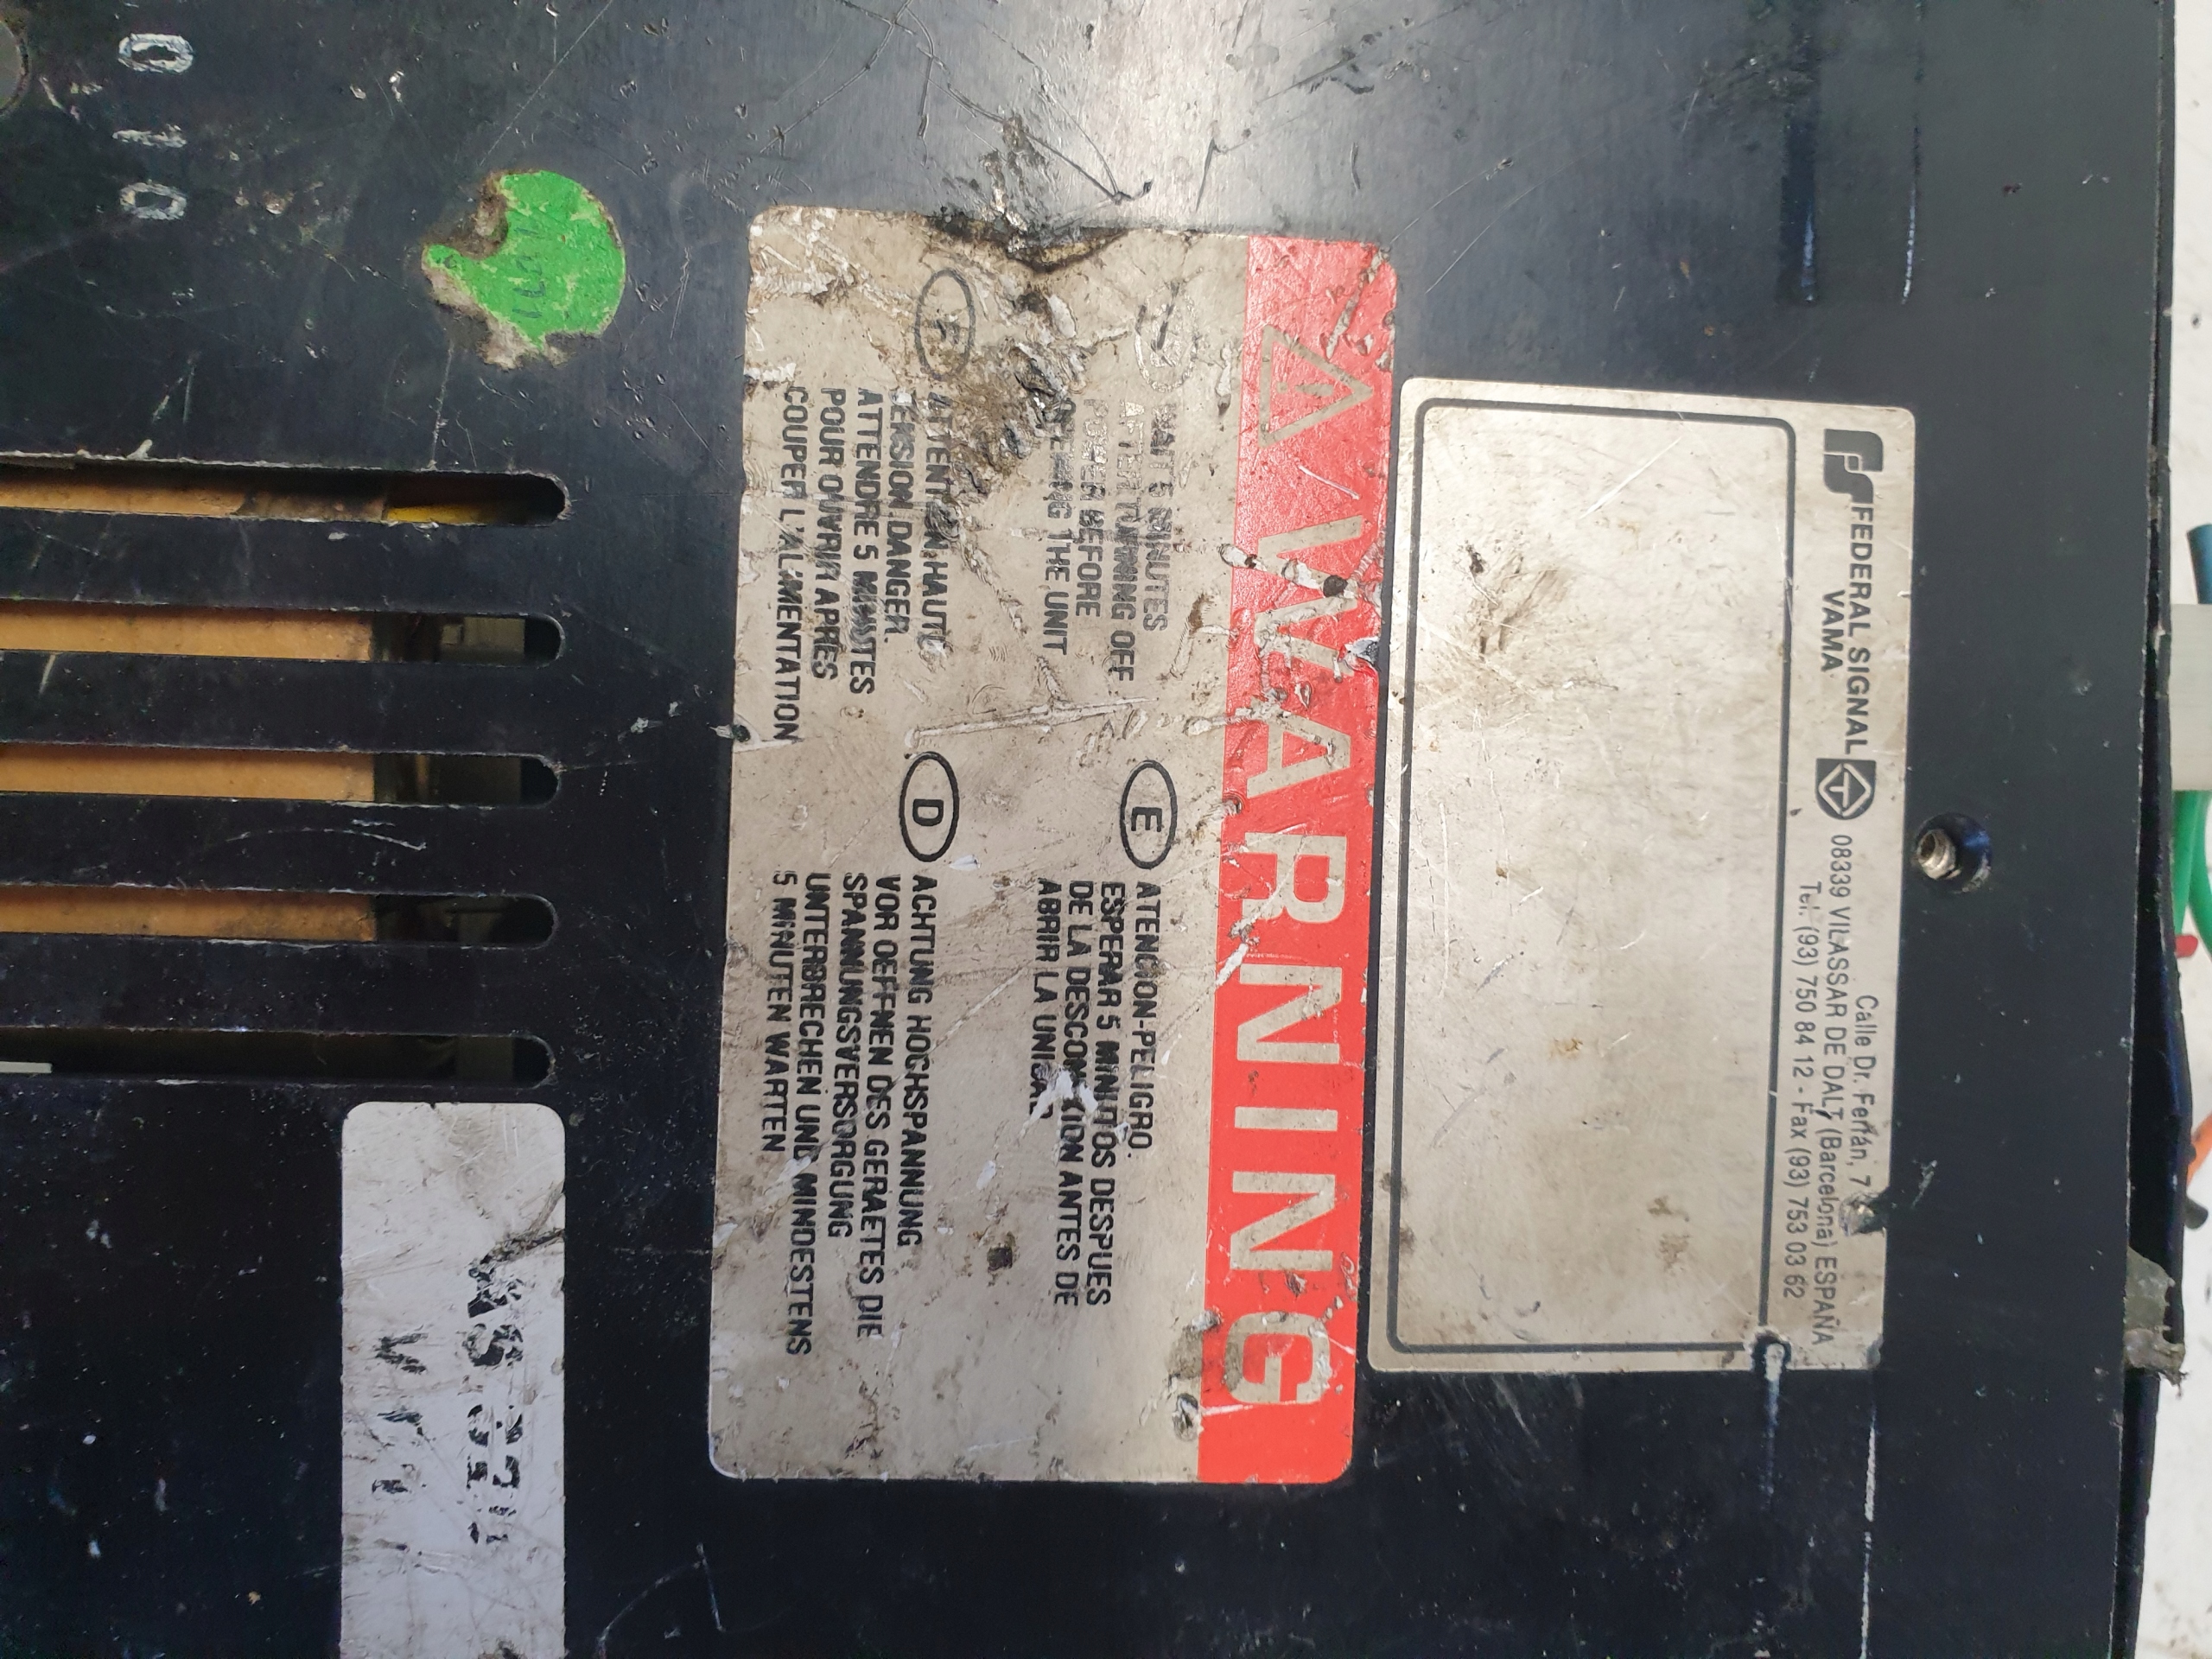 FEDERAL SIGNAL
VAMA
Calle Dr. Ferrán, 7
08339 VILASSAR DE DALT (Barcelona) ESPAÑA
Tel. (93) 750 84 12 - Fax (93) 753 03 62
WARNING
WAIT 5 MINUTES
AFTER TURNING OFF
POWER BEFORE
OPENING THE UNIT
E
ATENCION-PELIGRO.
ESPERAR 5 MINUTOS DESPUES
DE LA DESCONEXION ANTES DE
ABRIR LA UNIDAD
F
ATTENTION,HAUTE
TENSION DANGER.
ATTENDRE 5 MINUTES
POUR OUVRIR APRES
COUPER L'ALIMENTATION
D
ACHTUNG HOCHSPANNUNG
VOR OEFFNEN DES GERAETES DIE
SPANNUNGSVERSORGUNG
UNTERBRECHEN UND MINDESTENS
5 MINUTEN WARTEN
010